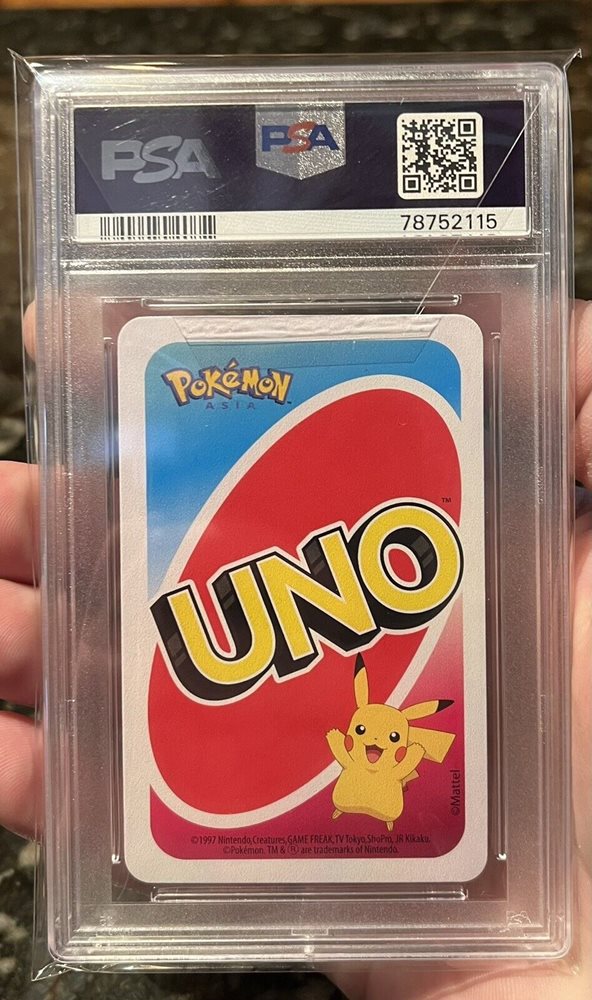 PSA
PSA
78752115
POKéMON
ASIA
TM
UNO
©Mattel
©1997 Nintendo,Creatures,GAME FREAK,TV Tokyo,ShoPro, JR Kikaku.
©Pokémon. TM & ® are trademarks of Nintendo.